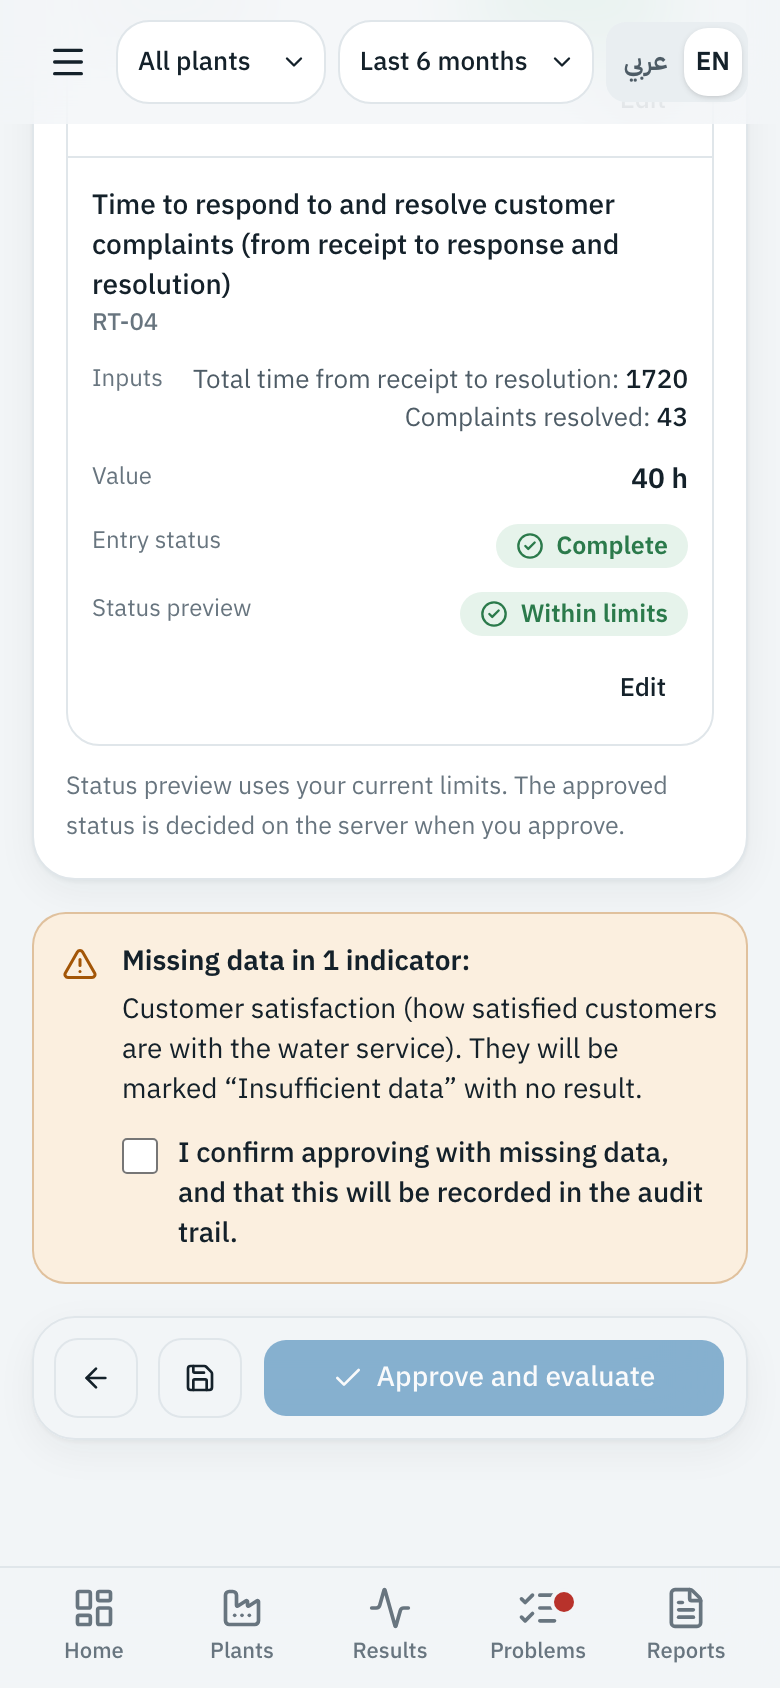 All plants
Last 6 months
عربي
EN
Edit
Time to respond to and resolve customer
complaints (from receipt to response and
resolution)
RT-04
Inputs
Total time from receipt to resolution: 1720
Complaints resolved: 43
Value
40 h
Entry status
Complete
Status preview
Within limits
Edit
Status preview uses your current limits. The approved
status is decided on the server when you approve.
Missing data in 1 indicator:
Customer satisfaction (how satisfied customers
are with the water service). They will be
marked “Insufficient data” with no result.
I confirm approving with missing data,
and that this will be recorded in the audit
trail.
Approve and evaluate
Home
Plants
Results
Problems
Reports